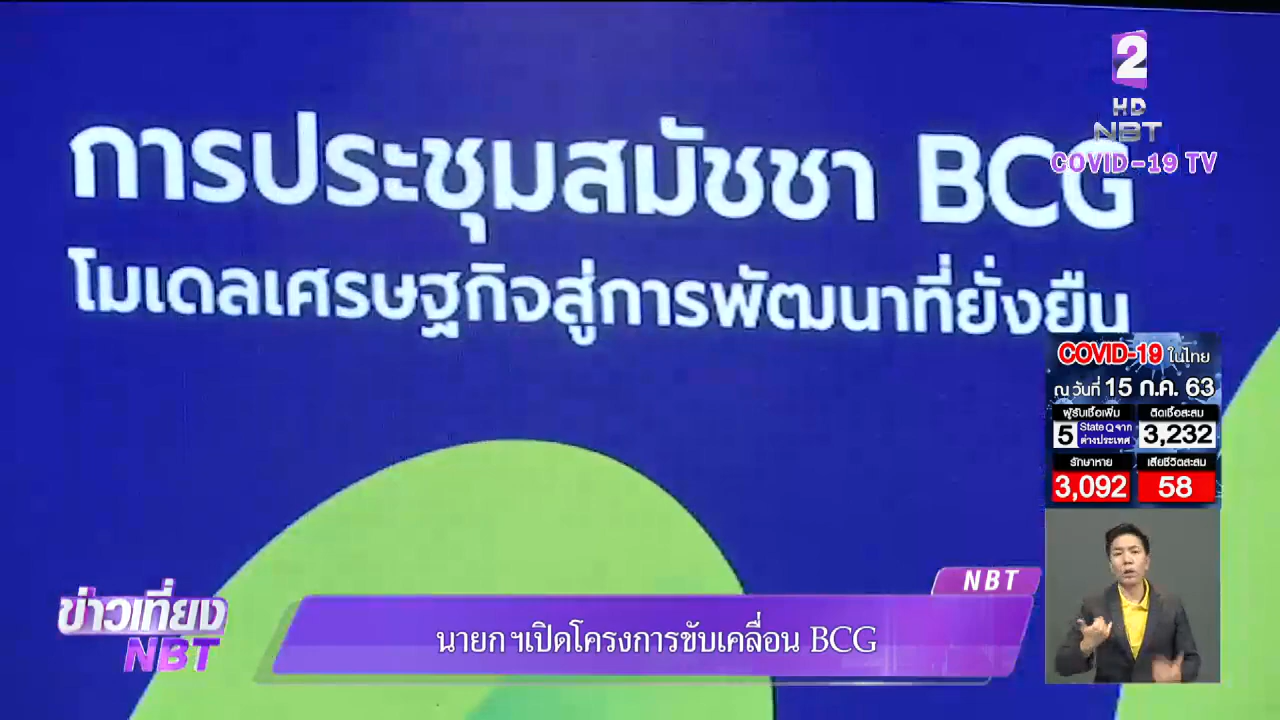 2
HD
NBT
COVID-19 TV
การประชุมสมัชชา BCG
โมเดลเศรษฐกิจสู่การพัฒนาที่ยั่งยืน
COVID-19 ในไทย
ณ วันที่ 15 ก.ค. 63
ผู้รับเชื้อเพิ่ม ติดเชื้อสะสม
5 State Q จากต่างประเทศ 3,232
รักษาหาย เสียชีวิตสะสม
3,092 58
NBT
ข่าวเที่ยง
NBT
นายกฯเปิดโครงการขับเคลื่อน BCG